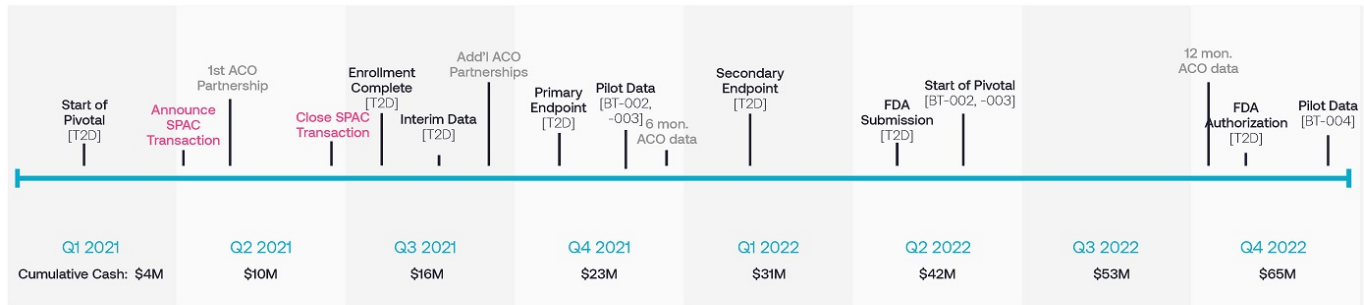 Start of
Pivotal
[T2D]
Announce
SPAC
Transaction
1st ACO
Partnership
Close SPAC
Transaction
Enrollment
Complete
[T2D]
Interim Data
[T2D]
Add'l ACO
Partnerships
Primary
Endpoint
[T2D]
Pilot Data
[BT-002,
-003]
6 mon.
ACO data
Secondary
Endpoint
[T2D]
FDA
Submission
[T2D]
Start of Pivotal
[BT-002, -003]
12 mon.
ACO data
FDA
Authorization
[T2D]
Pilot Data
[BT-004]
Q1 2021 Q2 2021 Q3 2021 Q4 2021 Q1 2022 Q2 2022 Q3 2022 Q4 2022
Cumulative Cash: $4M $10M $16M $23M $31M $42M $53M $65M